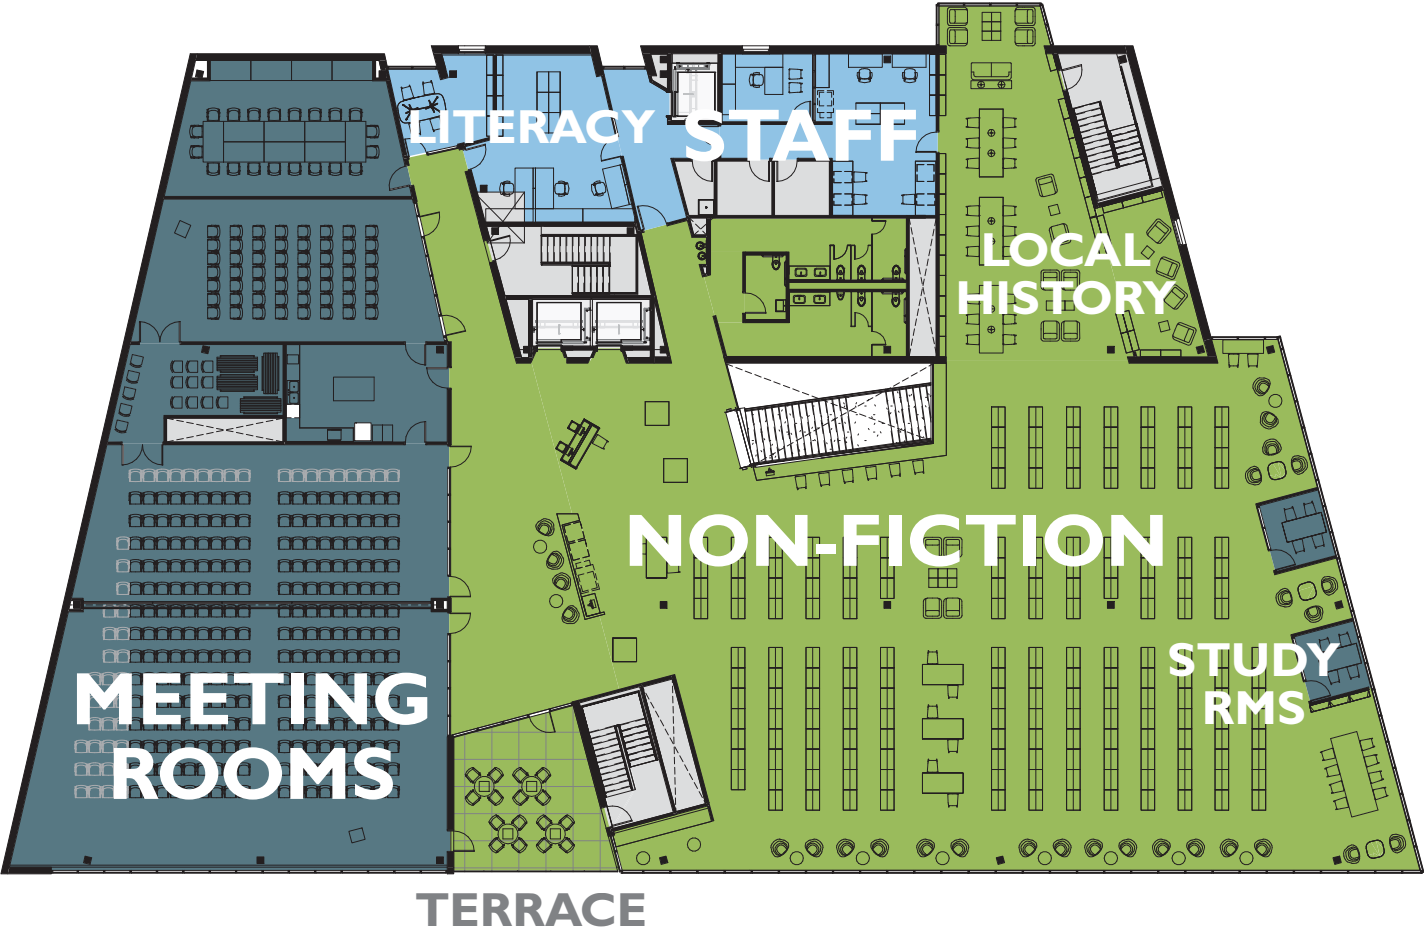 LITERACY
STAFF
LOCAL
HISTORY
NON-FICTION
STUDY
RMS
MEETING
ROOMS
TERRACE